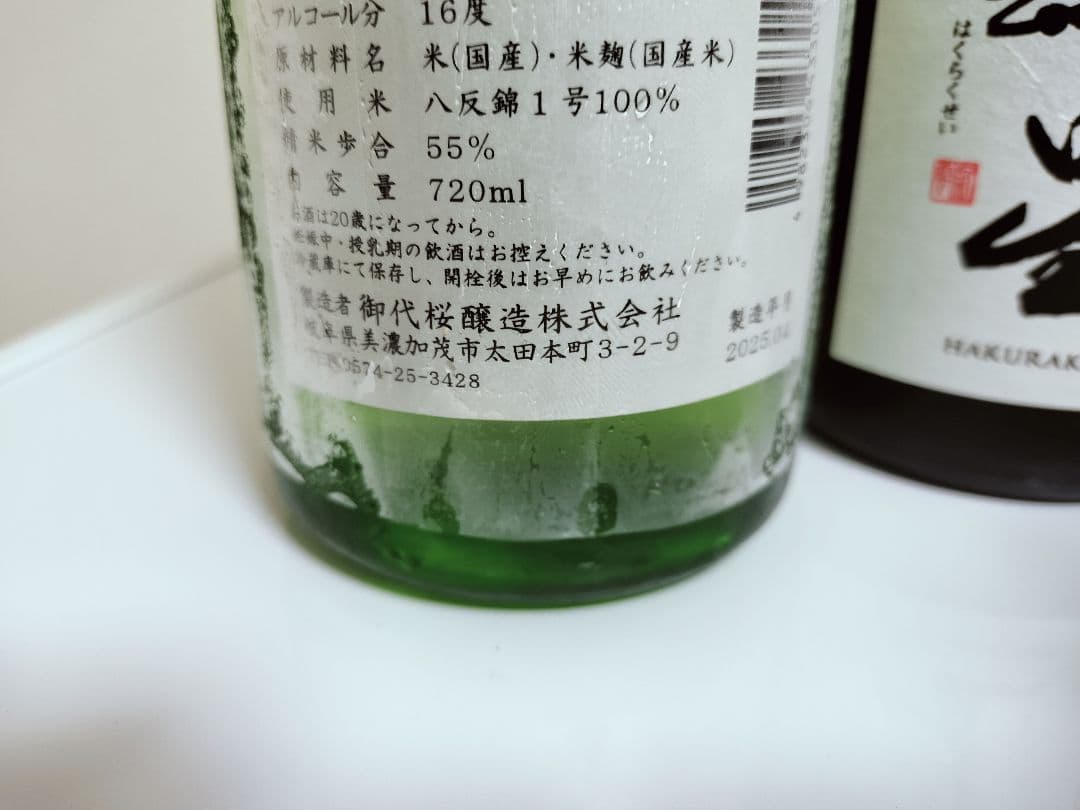 アルコール分 16度
原材料名 米(国産)・米麹(国産米)
使用米 八反錦1号100%
精米歩合 55%
内容量 720ml
お酒は20歳になってから。
妊娠中・授乳期の飲酒はお控えください。
冷蔵庫にて保存し、開栓後はお早めにお飲みください。
製造者 御代桜醸造株式会社
岐阜県美濃加茂市太田本町3-2-9
0574-25-3428
製造年月
2025.04
はくらくせい
HAKURAK